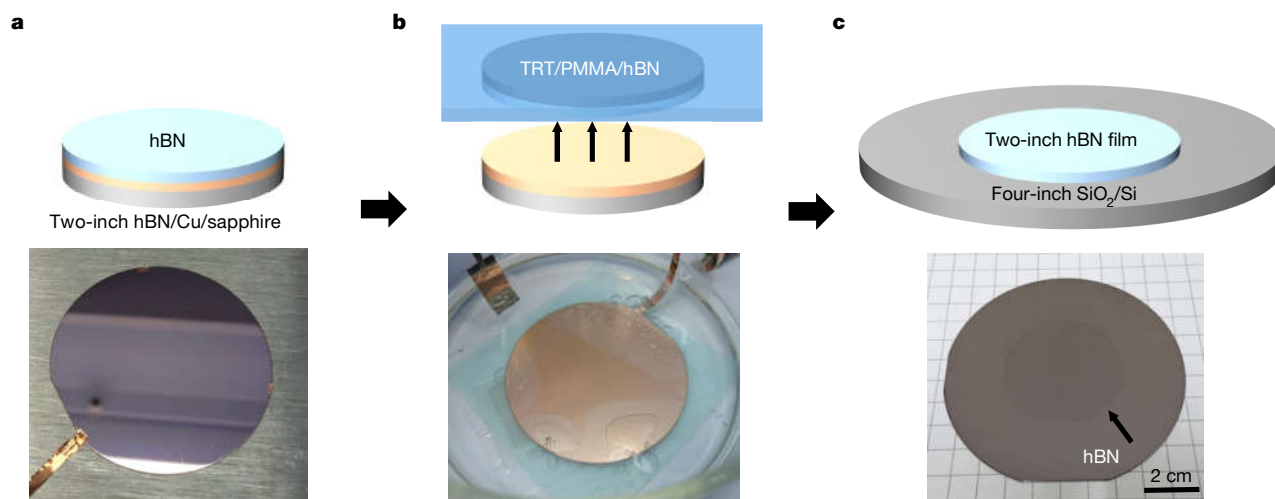 a
hBN
Two-inch hBN/Cu/sapphire
b
TRT/PMMA/hBN
c
Two-inch hBN film
Four-inch SiO₂/Si
hBN
2 cm